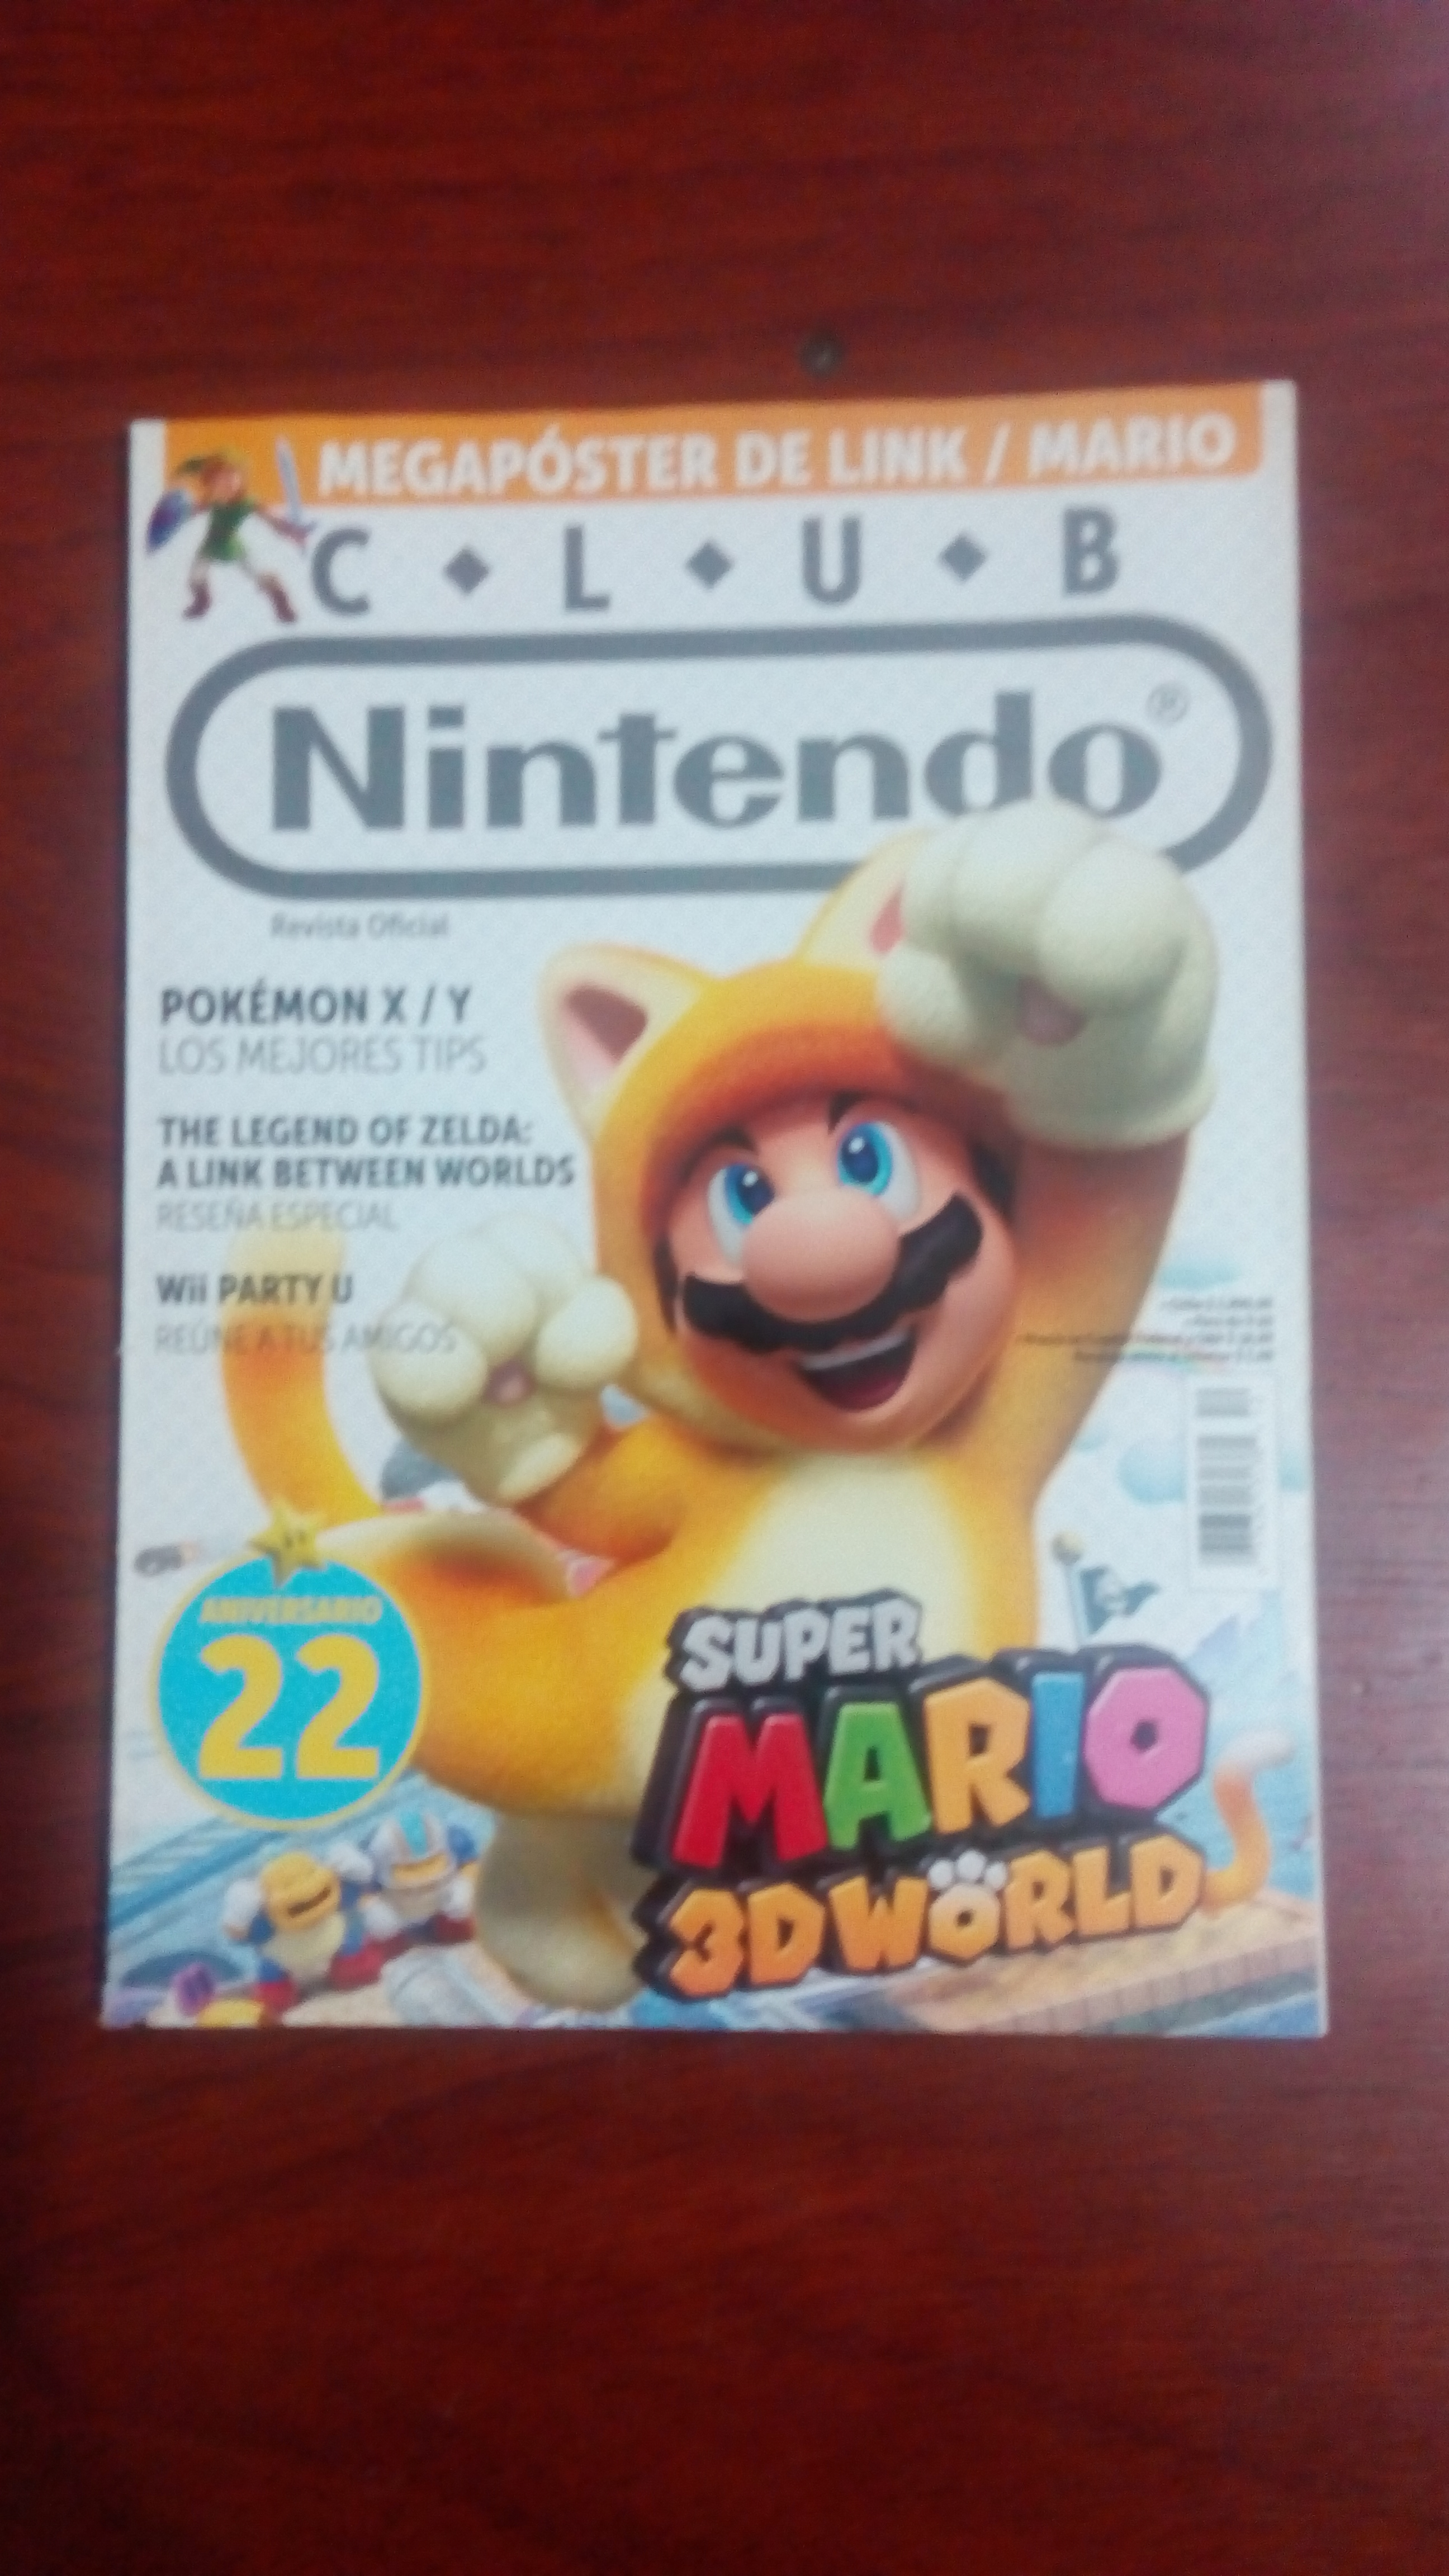 MEGAPÓSTER DE LINK / MARIO
C ◆ L ◆ U ◆ B
Nintendo®
Revista Oficial
POKÉMON X / Y
LOS MEJORES TIPS
THE LEGEND OF ZELDA:
A LINK BETWEEN WORLDS
RESEÑA ESPECIAL
Wii PARTY U
REÚNE A TUS AMIGOS
ANIVERSARIO
22
SUPER
MARIO
3D WORLD